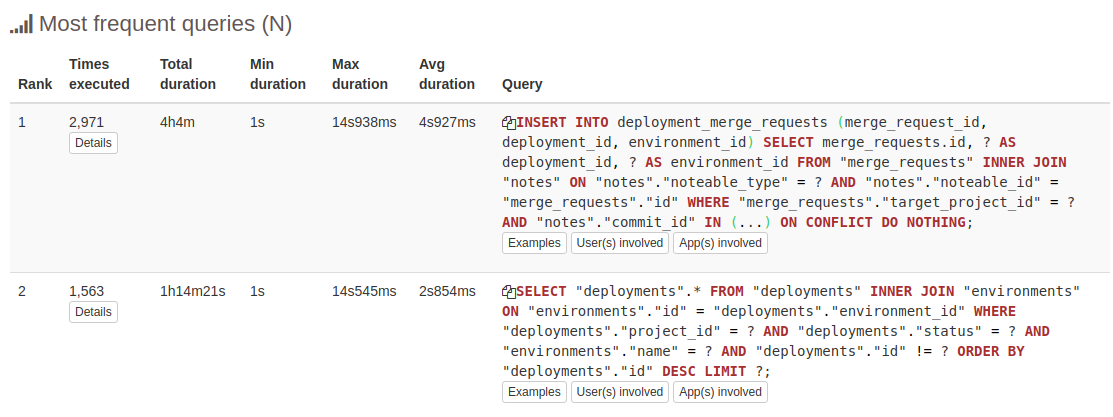 Most frequent queries (N)
Rank Times executed Total duration Min duration Max duration Avg duration Query
1 2,971 4h4m 1s 14s938ms 4s927ms INSERT INTO deployment_merge_requests (merge_request_id,
Details deployment_id, environment_id) SELECT merge_requests.id, ? AS
deployment_id, ? AS environment_id FROM "merge_requests" INNER JOIN
"notes" ON "notes"."noteable_type" = ? AND "notes"."noteable_id" =
"merge_requests"."id" WHERE "merge_requests"."target_project_id" = ?
AND "notes"."commit_id" IN (...) ON CONFLICT DO NOTHING;
Examples User(s) involved App(s) involved
2 1,563 1h14m21s 1s 14s545ms 2s854ms SELECT "deployments".* FROM "deployments" INNER JOIN "environments"
Details ON "environments"."id" = "deployments"."environment_id" WHERE
"deployments"."project_id" = ? AND "deployments"."status" = ? AND
"environments"."name" = ? AND "deployments"."id" != ? ORDER BY
"deployments"."id" DESC LIMIT ?;
Examples User(s) involved App(s) involved